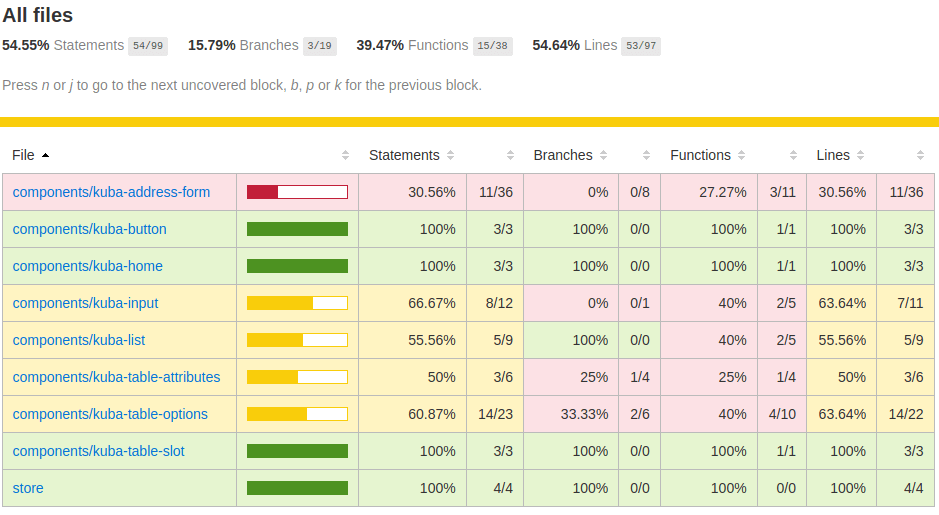 All files
54.55% Statements 54/99 15.79% Branches 3/19 39.47% Functions 15/38 54.64% Lines 53/97
Press n or j to go to the next uncovered block, b, p or k for the previous block.
File Statements Branches Functions Lines
components/kuba-address-form 30.56% 11/36 0% 0/8 27.27% 3/11 30.56% 11/36
components/kuba-button 100% 3/3 100% 0/0 100% 1/1 100% 3/3
components/kuba-home 100% 3/3 100% 0/0 100% 1/1 100% 3/3
components/kuba-input 66.67% 8/12 0% 0/1 40% 2/5 63.64% 7/11
components/kuba-list 55.56% 5/9 100% 0/0 40% 2/5 55.56% 5/9
components/kuba-table-attributes 50% 3/6 25% 1/4 25% 1/4 50% 3/6
components/kuba-table-options 60.87% 14/23 33.33% 2/6 40% 4/10 63.64% 14/22
components/kuba-table-slot 100% 3/3 100% 0/0 100% 1/1 100% 3/3
store 100% 4/4 100% 0/0 100% 0/0 100% 4/4